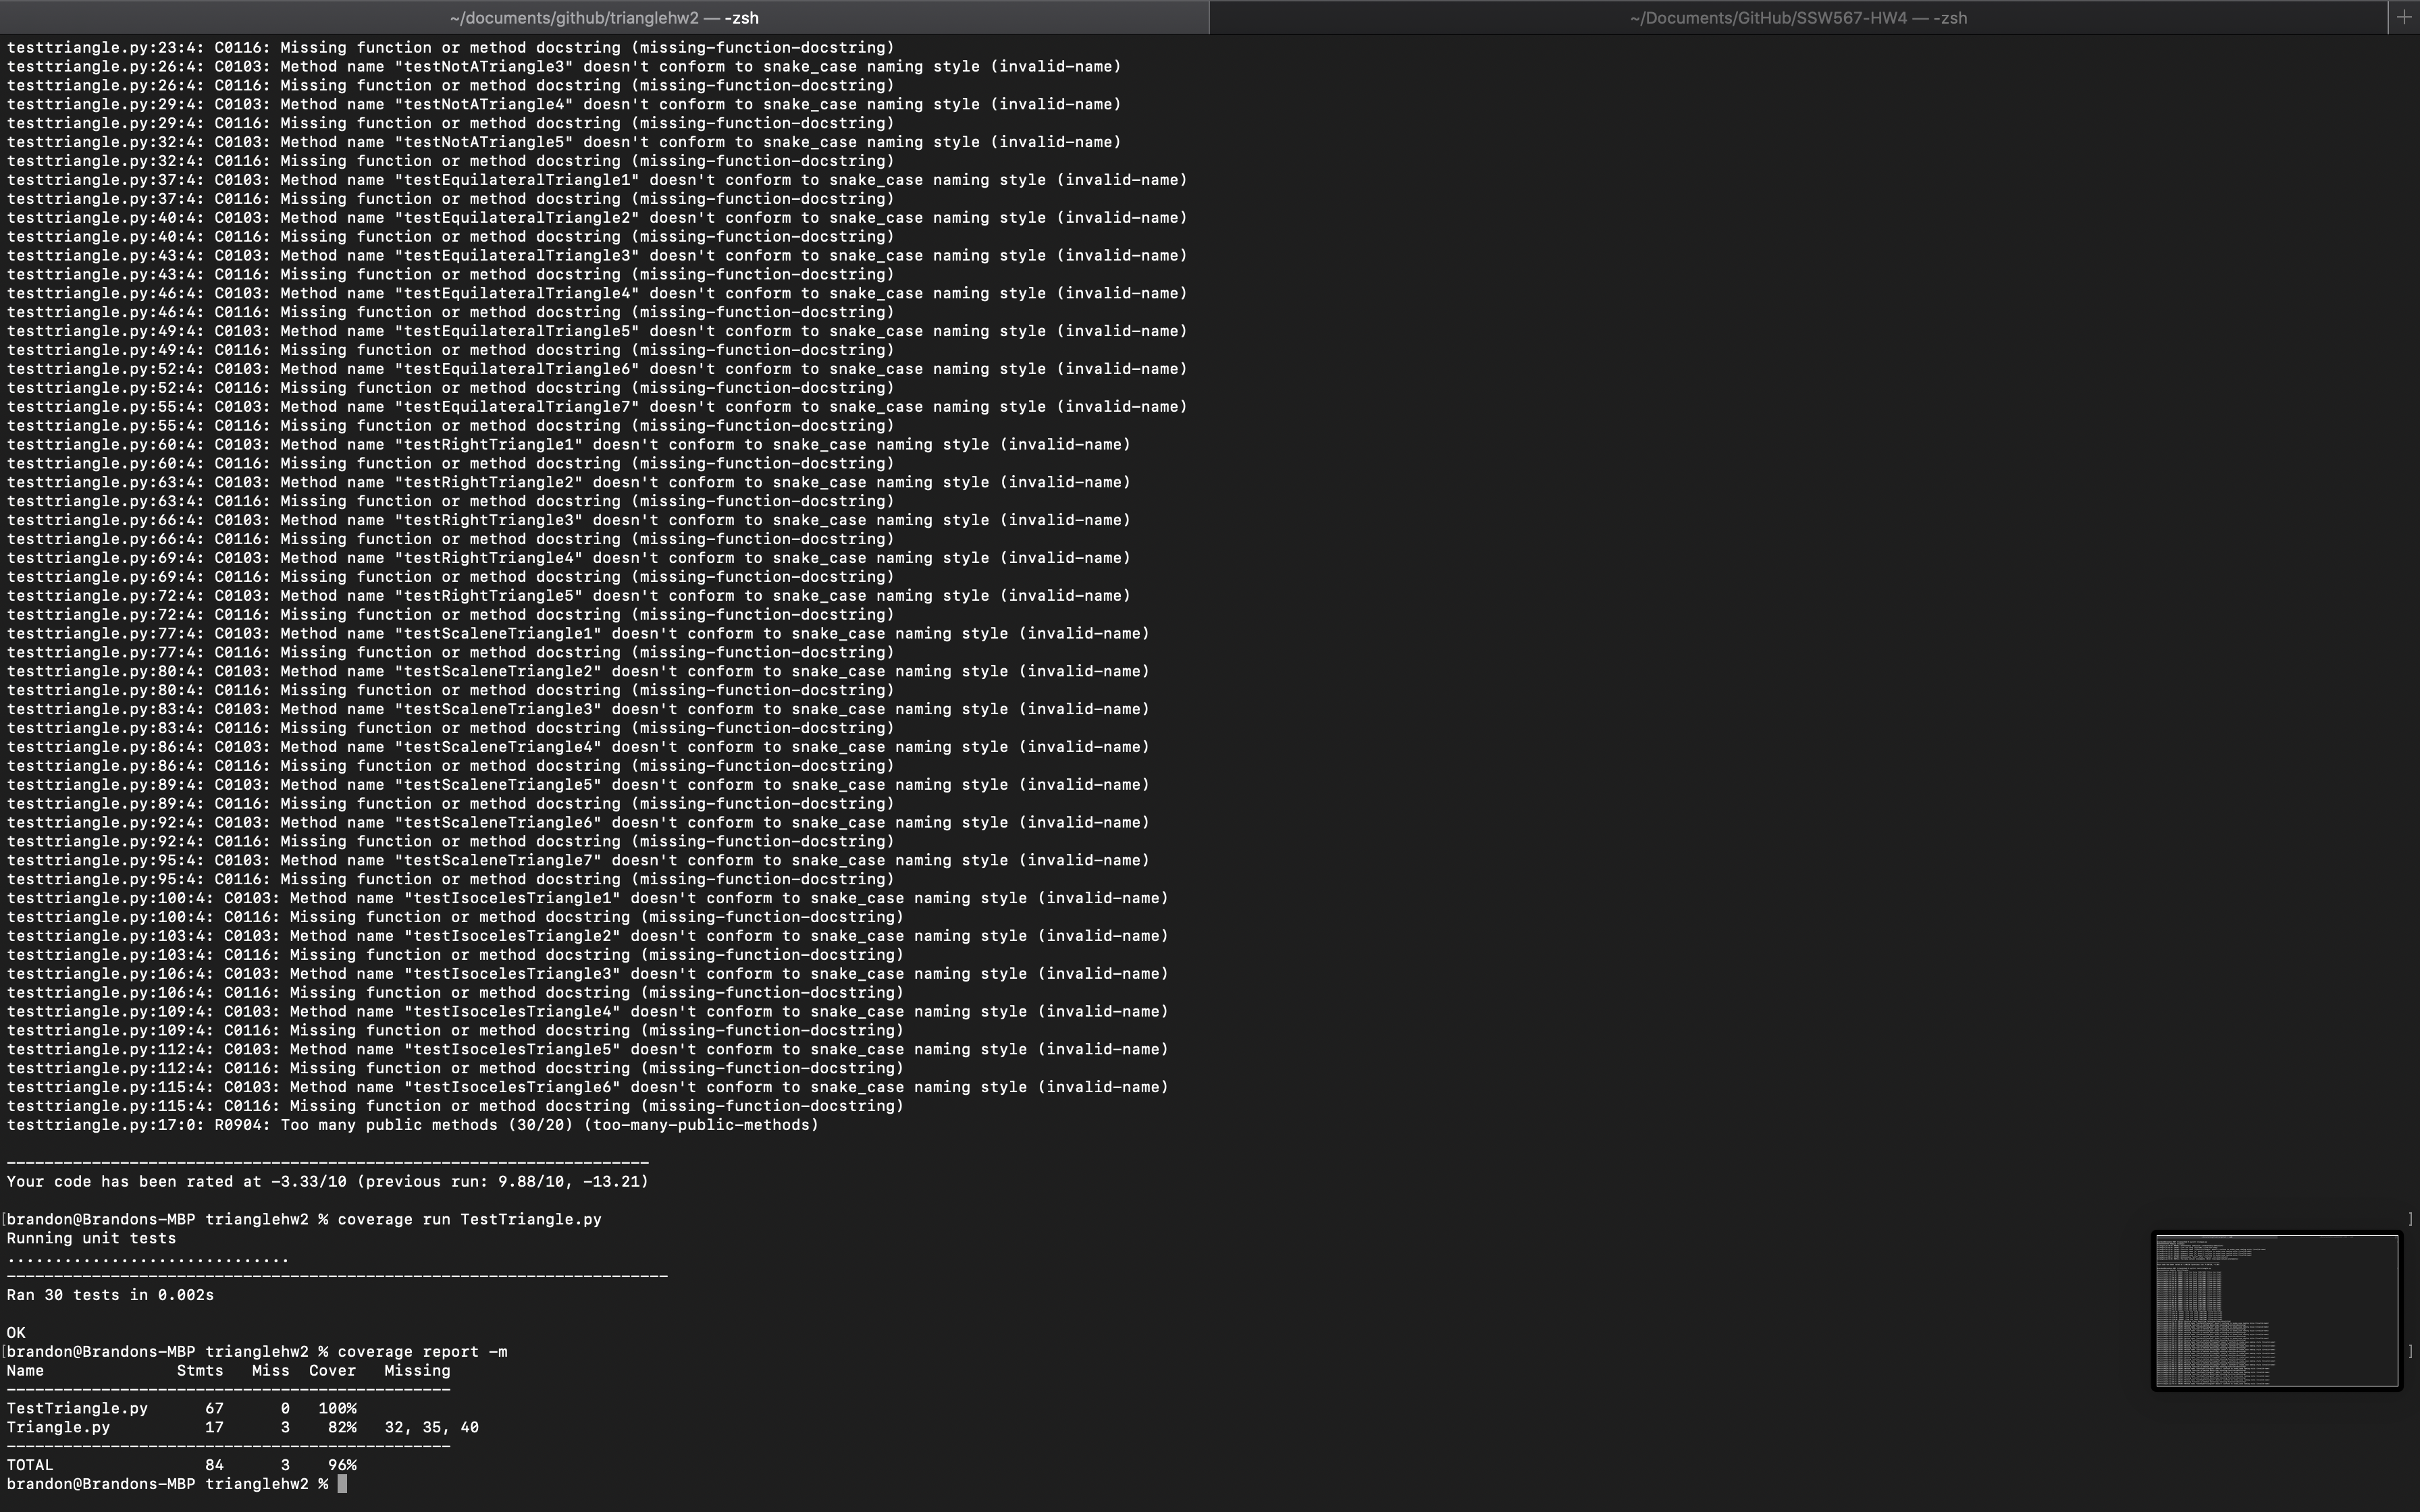 ~/documents/github/trianglehw2 — -zsh
~/Documents/GitHub/SSW567-HW4 — -zsh
testtriangle.py:23:4: C0116: Missing function or method docstring (missing-function-docstring)
testtriangle.py:26:4: C0103: Method name "testNotATriangle3" doesn't conform to snake_case naming style (invalid-name)
testtriangle.py:26:4: C0116: Missing function or method docstring (missing-function-docstring)
testtriangle.py:29:4: C0103: Method name "testNotATriangle4" doesn't conform to snake_case naming style (invalid-name)
testtriangle.py:29:4: C0116: Missing function or method docstring (missing-function-docstring)
testtriangle.py:32:4: C0103: Method name "testNotATriangle5" doesn't conform to snake_case naming style (invalid-name)
testtriangle.py:32:4: C0116: Missing function or method docstring (missing-function-docstring)
testtriangle.py:37:4: C0103: Method name "testEquilateralTriangle1" doesn't conform to snake_case naming style (invalid-name)
testtriangle.py:37:4: C0116: Missing function or method docstring (missing-function-docstring)
testtriangle.py:40:4: C0103: Method name "testEquilateralTriangle2" doesn't conform to snake_case naming style (invalid-name)
testtriangle.py:40:4: C0116: Missing function or method docstring (missing-function-docstring)
testtriangle.py:43:4: C0103: Method name "testEquilateralTriangle3" doesn't conform to snake_case naming style (invalid-name)
testtriangle.py:43:4: C0116: Missing function or method docstring (missing-function-docstring)
testtriangle.py:46:4: C0103: Method name "testEquilateralTriangle4" doesn't conform to snake_case naming style (invalid-name)
testtriangle.py:46:4: C0116: Missing function or method docstring (missing-function-docstring)
testtriangle.py:49:4: C0103: Method name "testEquilateralTriangle5" doesn't conform to snake_case naming style (invalid-name)
testtriangle.py:49:4: C0116: Missing function or method docstring (missing-function-docstring)
testtriangle.py:52:4: C0103: Method name "testEquilateralTriangle6" doesn't conform to snake_case naming style (invalid-name)
testtriangle.py:52:4: C0116: Missing function or method docstring (missing-function-docstring)
testtriangle.py:55:4: C0103: Method name "testEquilateralTriangle7" doesn't conform to snake_case naming style (invalid-name)
testtriangle.py:55:4: C0116: Missing function or method docstring (missing-function-docstring)
testtriangle.py:60:4: C0103: Method name "testRightTriangle1" doesn't conform to snake_case naming style (invalid-name)
testtriangle.py:60:4: C0116: Missing function or method docstring (missing-function-docstring)
testtriangle.py:63:4: C0103: Method name "testRightTriangle2" doesn't conform to snake_case naming style (invalid-name)
testtriangle.py:63:4: C0116: Missing function or method docstring (missing-function-docstring)
testtriangle.py:66:4: C0103: Method name "testRightTriangle3" doesn't conform to snake_case naming style (invalid-name)
testtriangle.py:66:4: C0116: Missing function or method docstring (missing-function-docstring)
testtriangle.py:69:4: C0103: Method name "testRightTriangle4" doesn't conform to snake_case naming style (invalid-name)
testtriangle.py:69:4: C0116: Missing function or method docstring (missing-function-docstring)
testtriangle.py:72:4: C0103: Method name "testRightTriangle5" doesn't conform to snake_case naming style (invalid-name)
testtriangle.py:72:4: C0116: Missing function or method docstring (missing-function-docstring)
testtriangle.py:77:4: C0103: Method name "testScaleneTriangle1" doesn't conform to snake_case naming style (invalid-name)
testtriangle.py:77:4: C0116: Missing function or method docstring (missing-function-docstring)
testtriangle.py:80:4: C0103: Method name "testScaleneTriangle2" doesn't conform to snake_case naming style (invalid-name)
testtriangle.py:80:4: C0116: Missing function or method docstring (missing-function-docstring)
testtriangle.py:83:4: C0103: Method name "testScaleneTriangle3" doesn't conform to snake_case naming style (invalid-name)
testtriangle.py:83:4: C0116: Missing function or method docstring (missing-function-docstring)
testtriangle.py:86:4: C0103: Method name "testScaleneTriangle4" doesn't conform to snake_case naming style (invalid-name)
testtriangle.py:86:4: C0116: Missing function or method docstring (missing-function-docstring)
testtriangle.py:89:4: C0103: Method name "testScaleneTriangle5" doesn't conform to snake_case naming style (invalid-name)
testtriangle.py:89:4: C0116: Missing function or method docstring (missing-function-docstring)
testtriangle.py:92:4: C0103: Method name "testScaleneTriangle6" doesn't conform to snake_case naming style (invalid-name)
testtriangle.py:92:4: C0116: Missing function or method docstring (missing-function-docstring)
testtriangle.py:95:4: C0103: Method name "testScaleneTriangle7" doesn't conform to snake_case naming style (invalid-name)
testtriangle.py:95:4: C0116: Missing function or method docstring (missing-function-docstring)
testtriangle.py:100:4: C0103: Method name "testIsocelesTriangle1" doesn't conform to snake_case naming style (invalid-name)
testtriangle.py:100:4: C0116: Missing function or method docstring (missing-function-docstring)
testtriangle.py:103:4: C0103: Method name "testIsocelesTriangle2" doesn't conform to snake_case naming style (invalid-name)
testtriangle.py:103:4: C0116: Missing function or method docstring (missing-function-docstring)
testtriangle.py:106:4: C0103: Method name "testIsocelesTriangle3" doesn't conform to snake_case naming style (invalid-name)
testtriangle.py:106:4: C0116: Missing function or method docstring (missing-function-docstring)
testtriangle.py:109:4: C0103: Method name "testIsocelesTriangle4" doesn't conform to snake_case naming style (invalid-name)
testtriangle.py:109:4: C0116: Missing function or method docstring (missing-function-docstring)
testtriangle.py:112:4: C0103: Method name "testIsocelesTriangle5" doesn't conform to snake_case naming style (invalid-name)
testtriangle.py:112:4: C0116: Missing function or method docstring (missing-function-docstring)
testtriangle.py:115:4: C0103: Method name "testIsocelesTriangle6" doesn't conform to snake_case naming style (invalid-name)
testtriangle.py:115:4: C0116: Missing function or method docstring (missing-function-docstring)
testtriangle.py:17:0: R0904: Too many public methods (30/20) (too-many-public-methods)
--------------------------------------------------------------------
Your code has been rated at -3.33/10 (previous run: 9.88/10, -13.21)
[brandon@Brandons-MBP trianglehw2 % coverage run TestTriangle.py ]
Running unit tests
..............................
----------------------------------------------------------------------
Ran 30 tests in 0.002s
OK
[brandon@Brandons-MBP trianglehw2 % coverage report -m ]
Name Stmts Miss Cover Missing
-----------------------------------------------
TestTriangle.py 67 0 100%
Triangle.py 17 3 82% 32, 35, 40
-----------------------------------------------
TOTAL 84 3 96%
brandon@Brandons-MBP trianglehw2 %